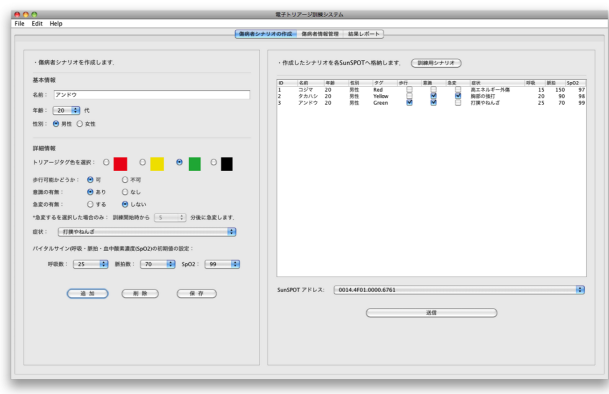 電子トリアージ訓練システム
File Edit Help
傷病者シナリオの作成 傷病者情報管理 結果レポート
・傷病者シナリオを作成します.
基本情報
名前： アンドウ
年齢： 20 代
性別： 男性 女性
詳細情報
トリアージタグ色を選択：
歩行可能かどうか： 可 不可
意識の有無： あり なし
急変の有無： する しない
*急変するを選択した場合のみ： 訓練開始時から 5 分後に急変します.
症状： 打撲やねんざ
バイタルサイン(呼吸・脈拍・血中酸素濃度(SpO2)の初期値の設定：
呼吸数： 25 脈拍数： 70 SpO2： 99
追加 削除 保存
・作成したシナリオを各SunSPOTへ格納します. 訓練用シナリオ
ID 名前 年齢 性別 タグ 歩行 意識 急変 症状 呼吸 脈拍 SpO2
1 コジマ 20 男性 Red 高エネルギー外傷 15 150 97
2 タカハシ 20 男性 Yellow 胸部の強打 20 90 98
3 アンドウ 20 男性 Green 打撲やねんざ 25 70 99
SunSPOT アドレス： 0014.4F01.0000.6761
送信